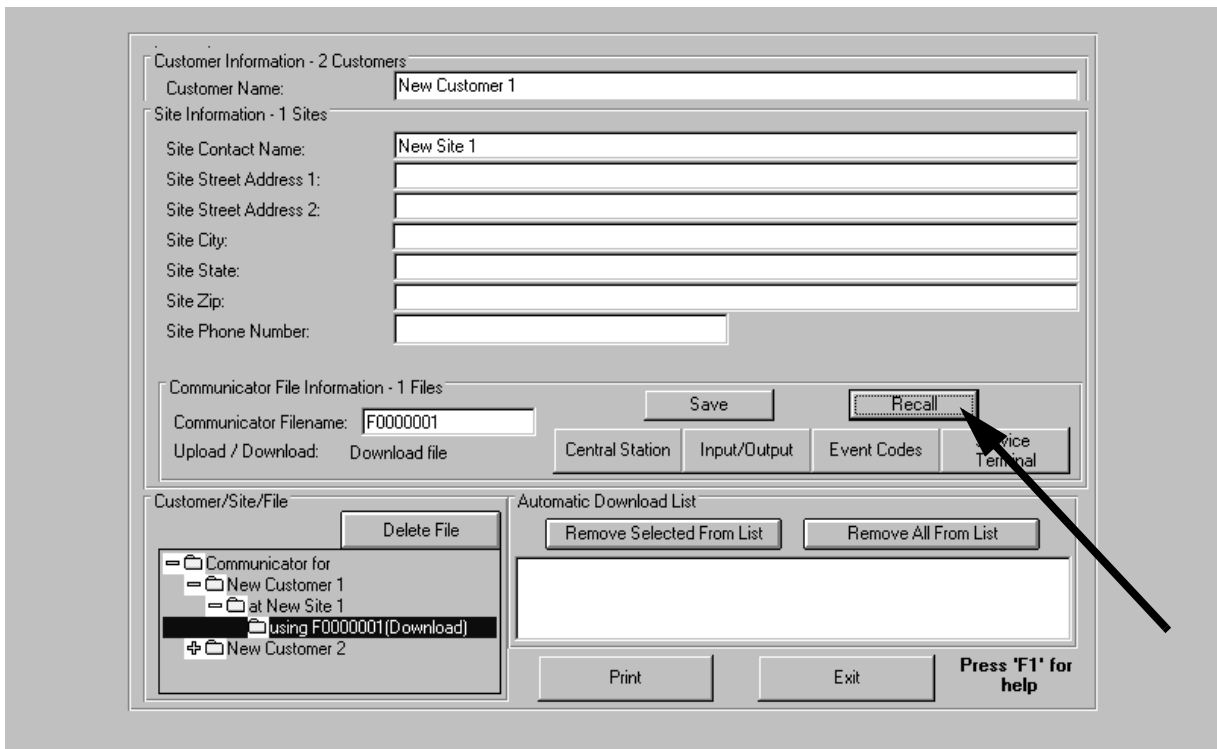 Customer Information - 2 Customers
Customer Name: New Customer 1
Site Information - 1 Sites
Site Contact Name: New Site 1
Site Street Address 1:
Site Street Address 2:
Site City:
Site State:
Site Zip:
Site Phone Number:
Communicator File Information - 1 Files
Save Recall
Communicator Filename: F0000001
Upload / Download: Download file
Central Station Input/Output Event Codes
Terminal
Customer/Site/File
Delete File
Communicator for
New Customer 1
at New Site 1
using F0000001(Download)
New Customer 2
Automatic Download List
Remove Selected From List Remove All From List
Print Exit
Press 'F1' for
help